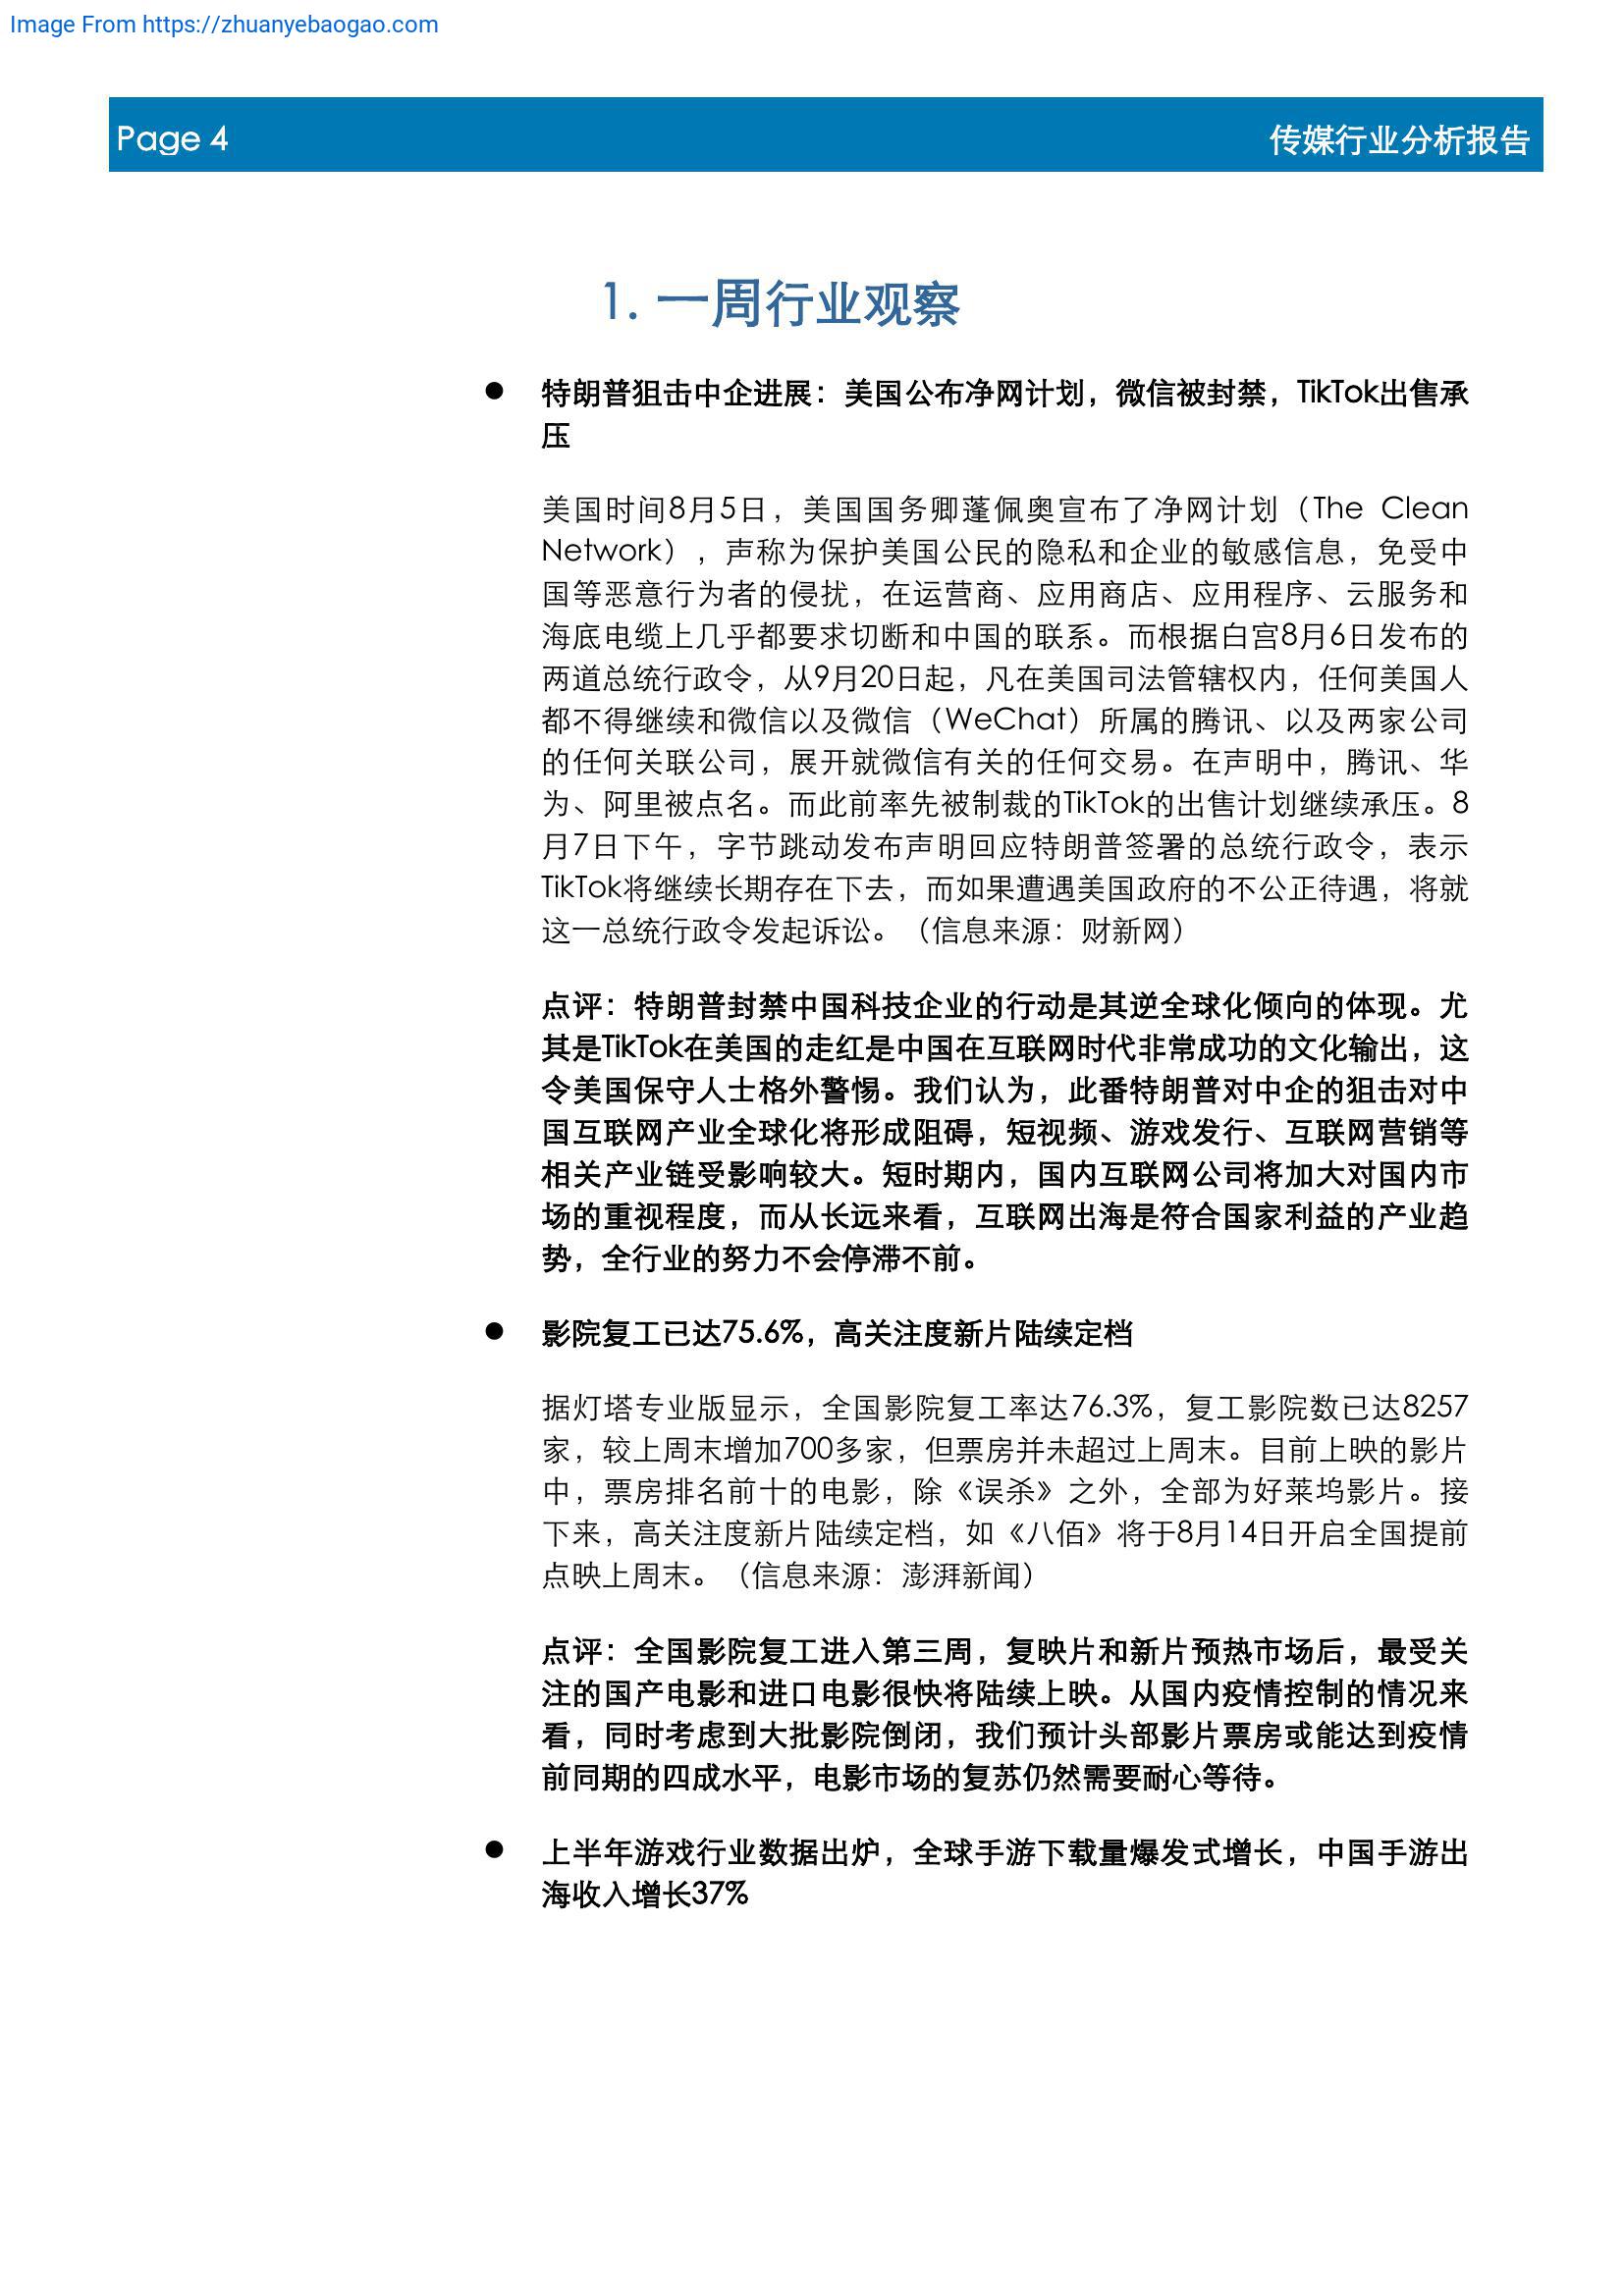 Image From https://zhuanyebaogao.com
Page 4
传媒行业分析报告
1. 一周行业观察
● 特朗普狙击中企进展：美国公布净网计划，微信被封禁，TikTok出售承
压
美国时间8月5日，美国国务卿蓬佩奥宣布了净网计划（The Clean
Network），声称为保护美国公民的隐私和企业的敏感信息，免受中
国等恶意行为者的侵扰，在运营商、应用商店、应用程序、云服务和
海底电缆上几乎都要求切断和中国的联系。而根据白宫8月6日发布的
两道总统行政令，从9月20日起，凡在美国司法管辖权内，任何美国人
都不得继续和微信以及微信（WeChat）所属的腾讯、以及两家公司
的任何关联公司，展开就微信有关的任何交易。在声明中，腾讯、华
为、阿里被点名。而此前率先被制裁的TikTok的出售计划继续承压。8
月7日下午，字节跳动发布声明回应特朗普签署的总统行政令，表示
TikTok将继续长期存在下去，而如果遭遇美国政府的不公正待遇，将就
这一总统行政令发起诉讼。（信息来源：财新网）
点评：特朗普封禁中国科技企业的行动是其逆全球化倾向的体现。尤
其是TikTok在美国的走红是中国在互联网时代非常成功的文化输出，这
令美国保守人士格外警惕。我们认为，此番特朗普对中企的狙击对中
国互联网产业全球化将形成阻碍，短视频、游戏发行、互联网营销等
相关产业链受影响较大。短时期内，国内互联网公司将加大对国内市
场的重视程度，而从长远来看，互联网出海是符合国家利益的产业趋
势，全行业的努力不会停滞不前。
● 影院复工已达75.6%，高关注度新片陆续定档
据灯塔专业版显示，全国影院复工率达76.3%，复工影院数已达8257
家，较上周末增加700多家，但票房并未超过上周末。目前上映的影片
中，票房排名前十的电影，除《误杀》之外，全部为好莱坞影片。接
下来，高关注度新片陆续定档，如《八佰》将于8月14日开启全国提前
点映上周末。（信息来源：澎湃新闻）
点评：全国影院复工进入第三周，复映片和新片预热市场后，最受关
注的国产电影和进口电影很快将陆续上映。从国内疫情控制的情况来
看，同时考虑到大批影院倒闭，我们预计头部影片票房或能达到疫情
前同期的四成水平，电影市场的复苏仍然需要耐心等待。
● 上半年游戏行业数据出炉，全球手游下载量爆发式增长，中国手游出
海收入增长37%